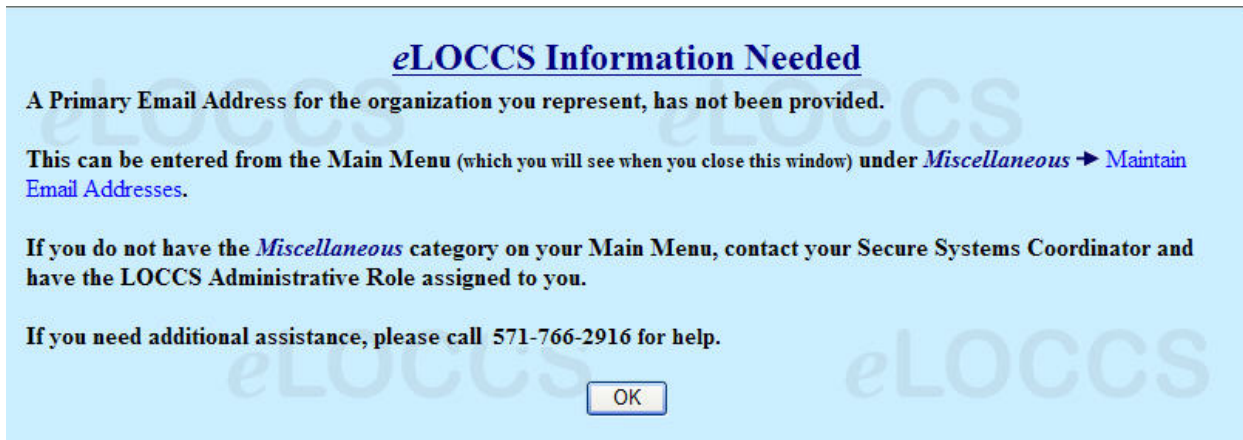 eLOCCS Information Needed
A Primary Email Address for the organization you represent, has not been provided.
This can be entered from the Main Menu (which you will see when you close this window) under Miscellaneous → Maintain
Email Addresses.
If you do not have the Miscellaneous category on your Main Menu, contact your Secure Systems Coordinator and
have the LOCCS Administrative Role assigned to you.
If you need additional assistance, please call 571-766-2916 for help.
OK
eLOCCS
eLOCCS
eLOCCS
eLOCCS